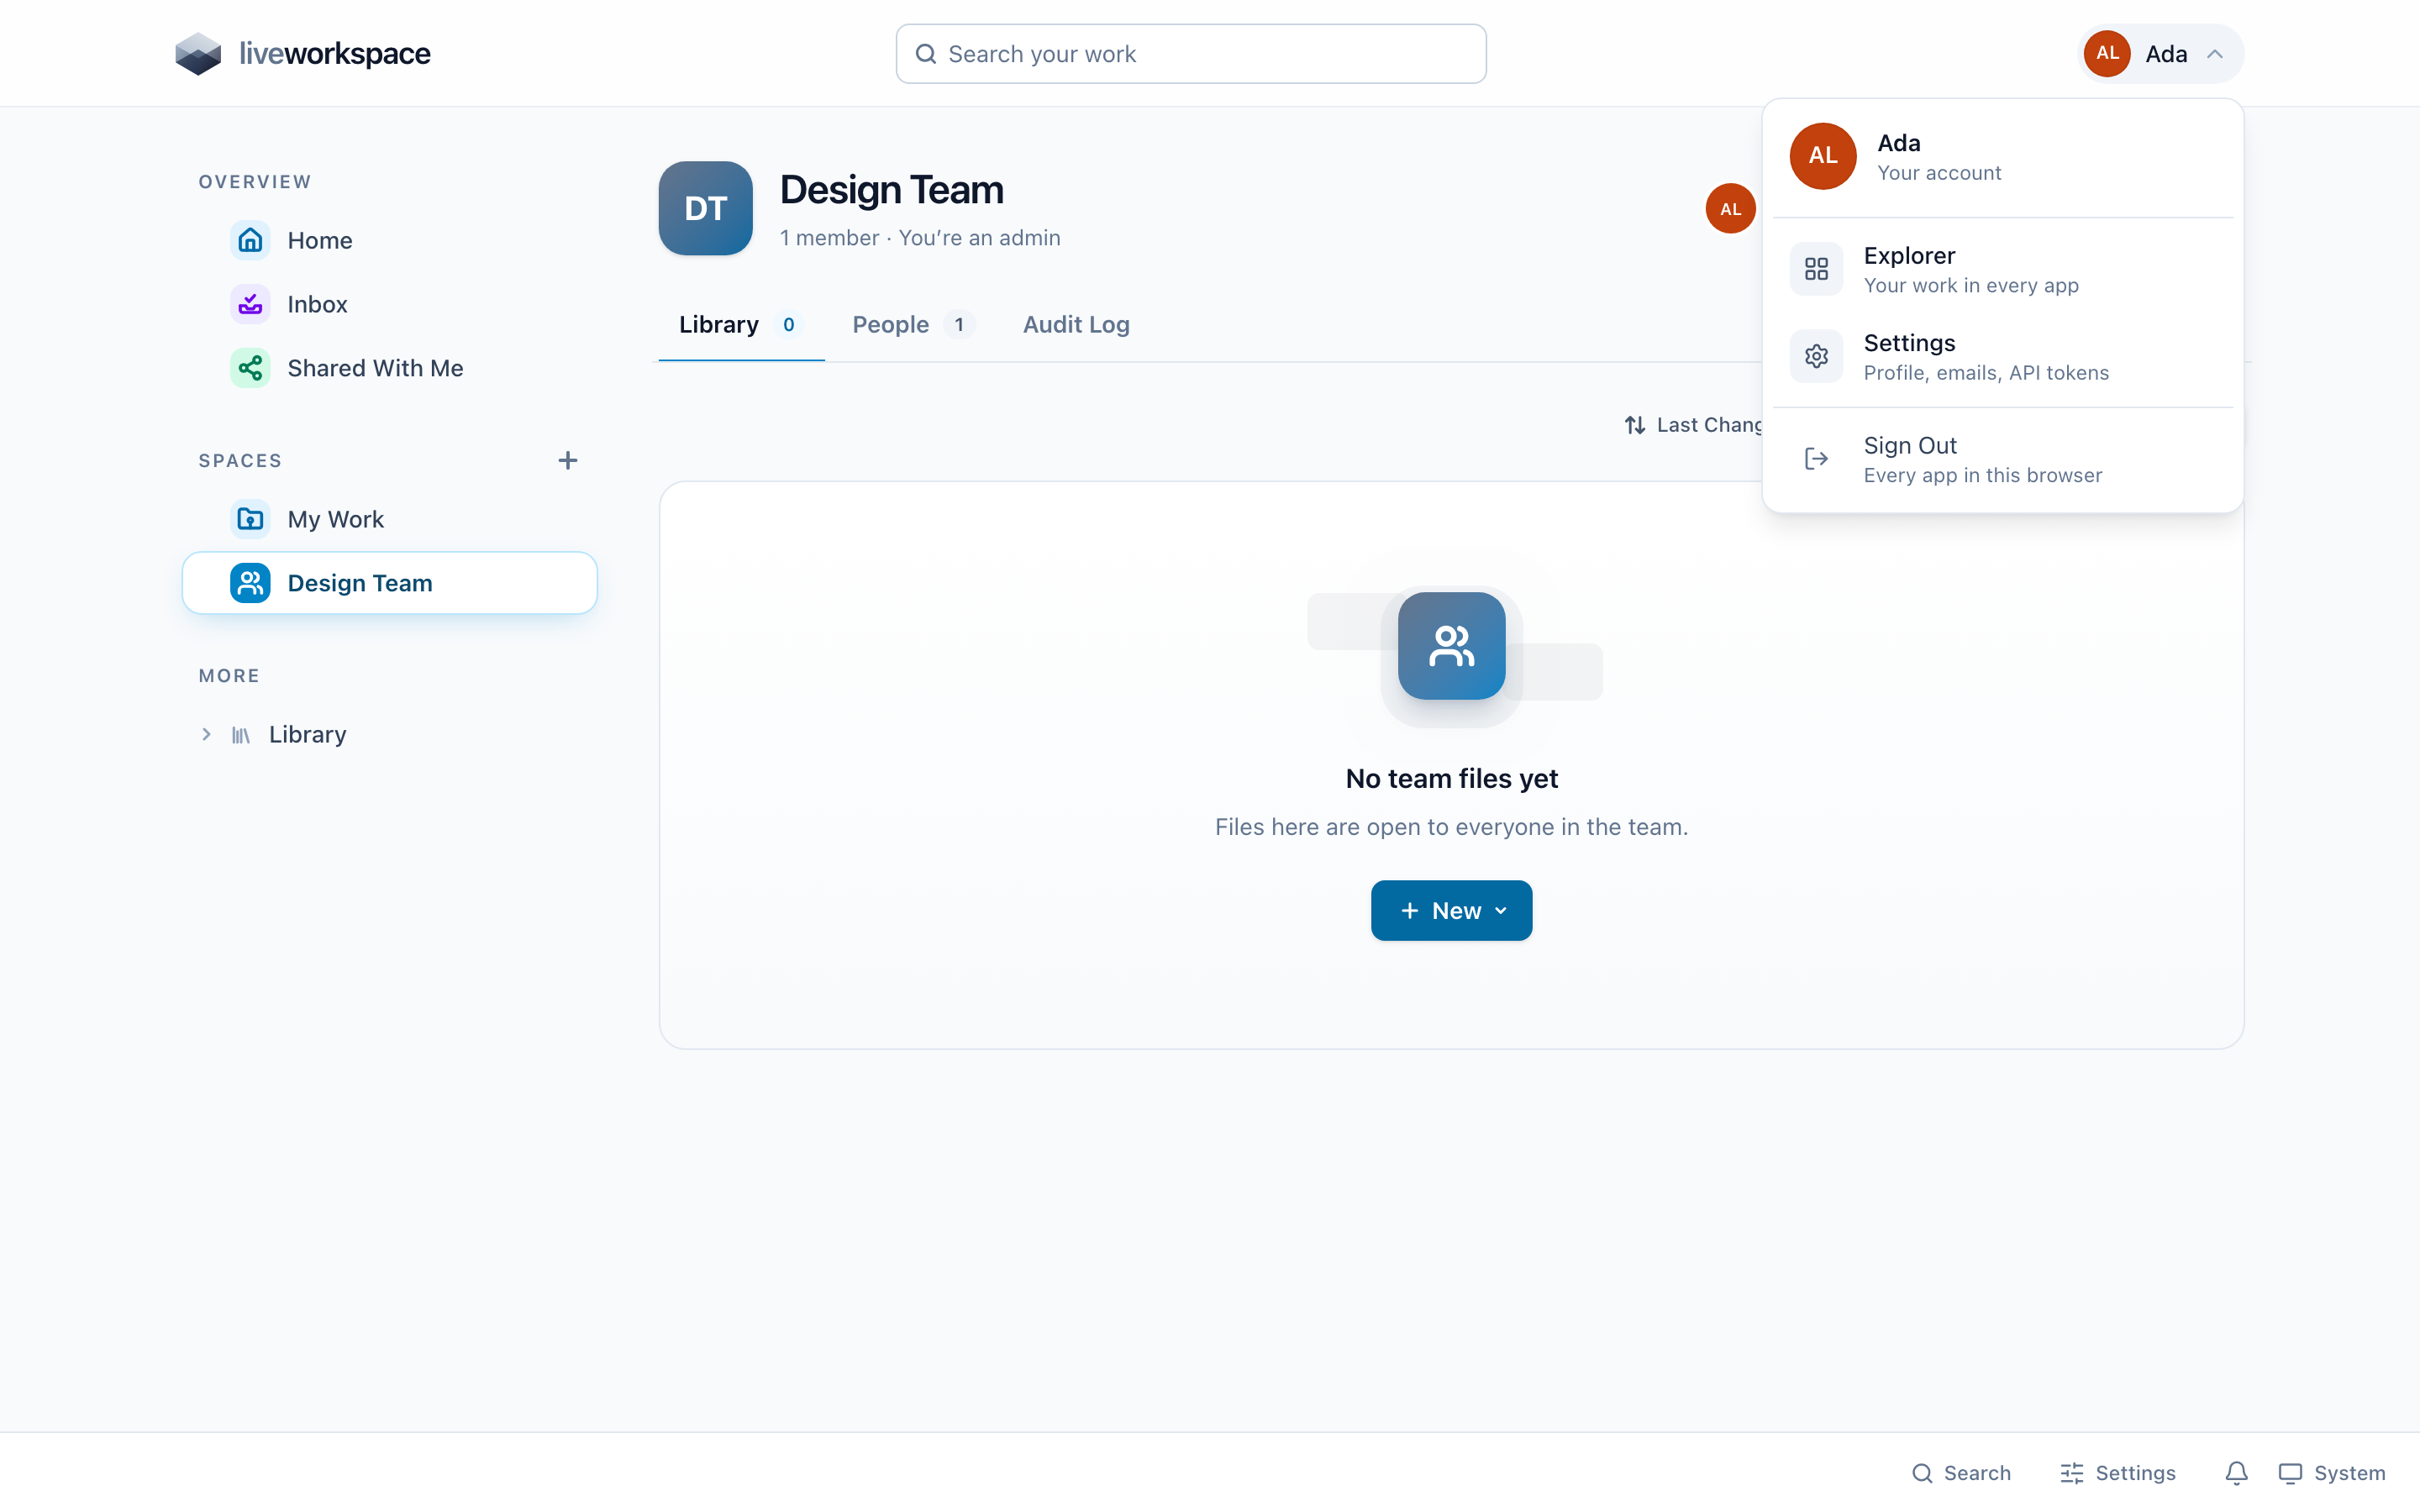 liveworkspace
Search your work
AL
Ada
AL
Ada
Your account
Explorer
Your work in every app
Settings
Profile, emails, API tokens
Sign Out
Every app in this browser
OVERVIEW
Home
Inbox
Shared With Me
SPACES
My Work
Design Team
MORE
Library
DT
Design Team
1 member · You’re an admin
AL
Library 0
People 1
Audit Log
Last Chang
No team files yet
Files here are open to everyone in the team.
New
Search
Settings
System